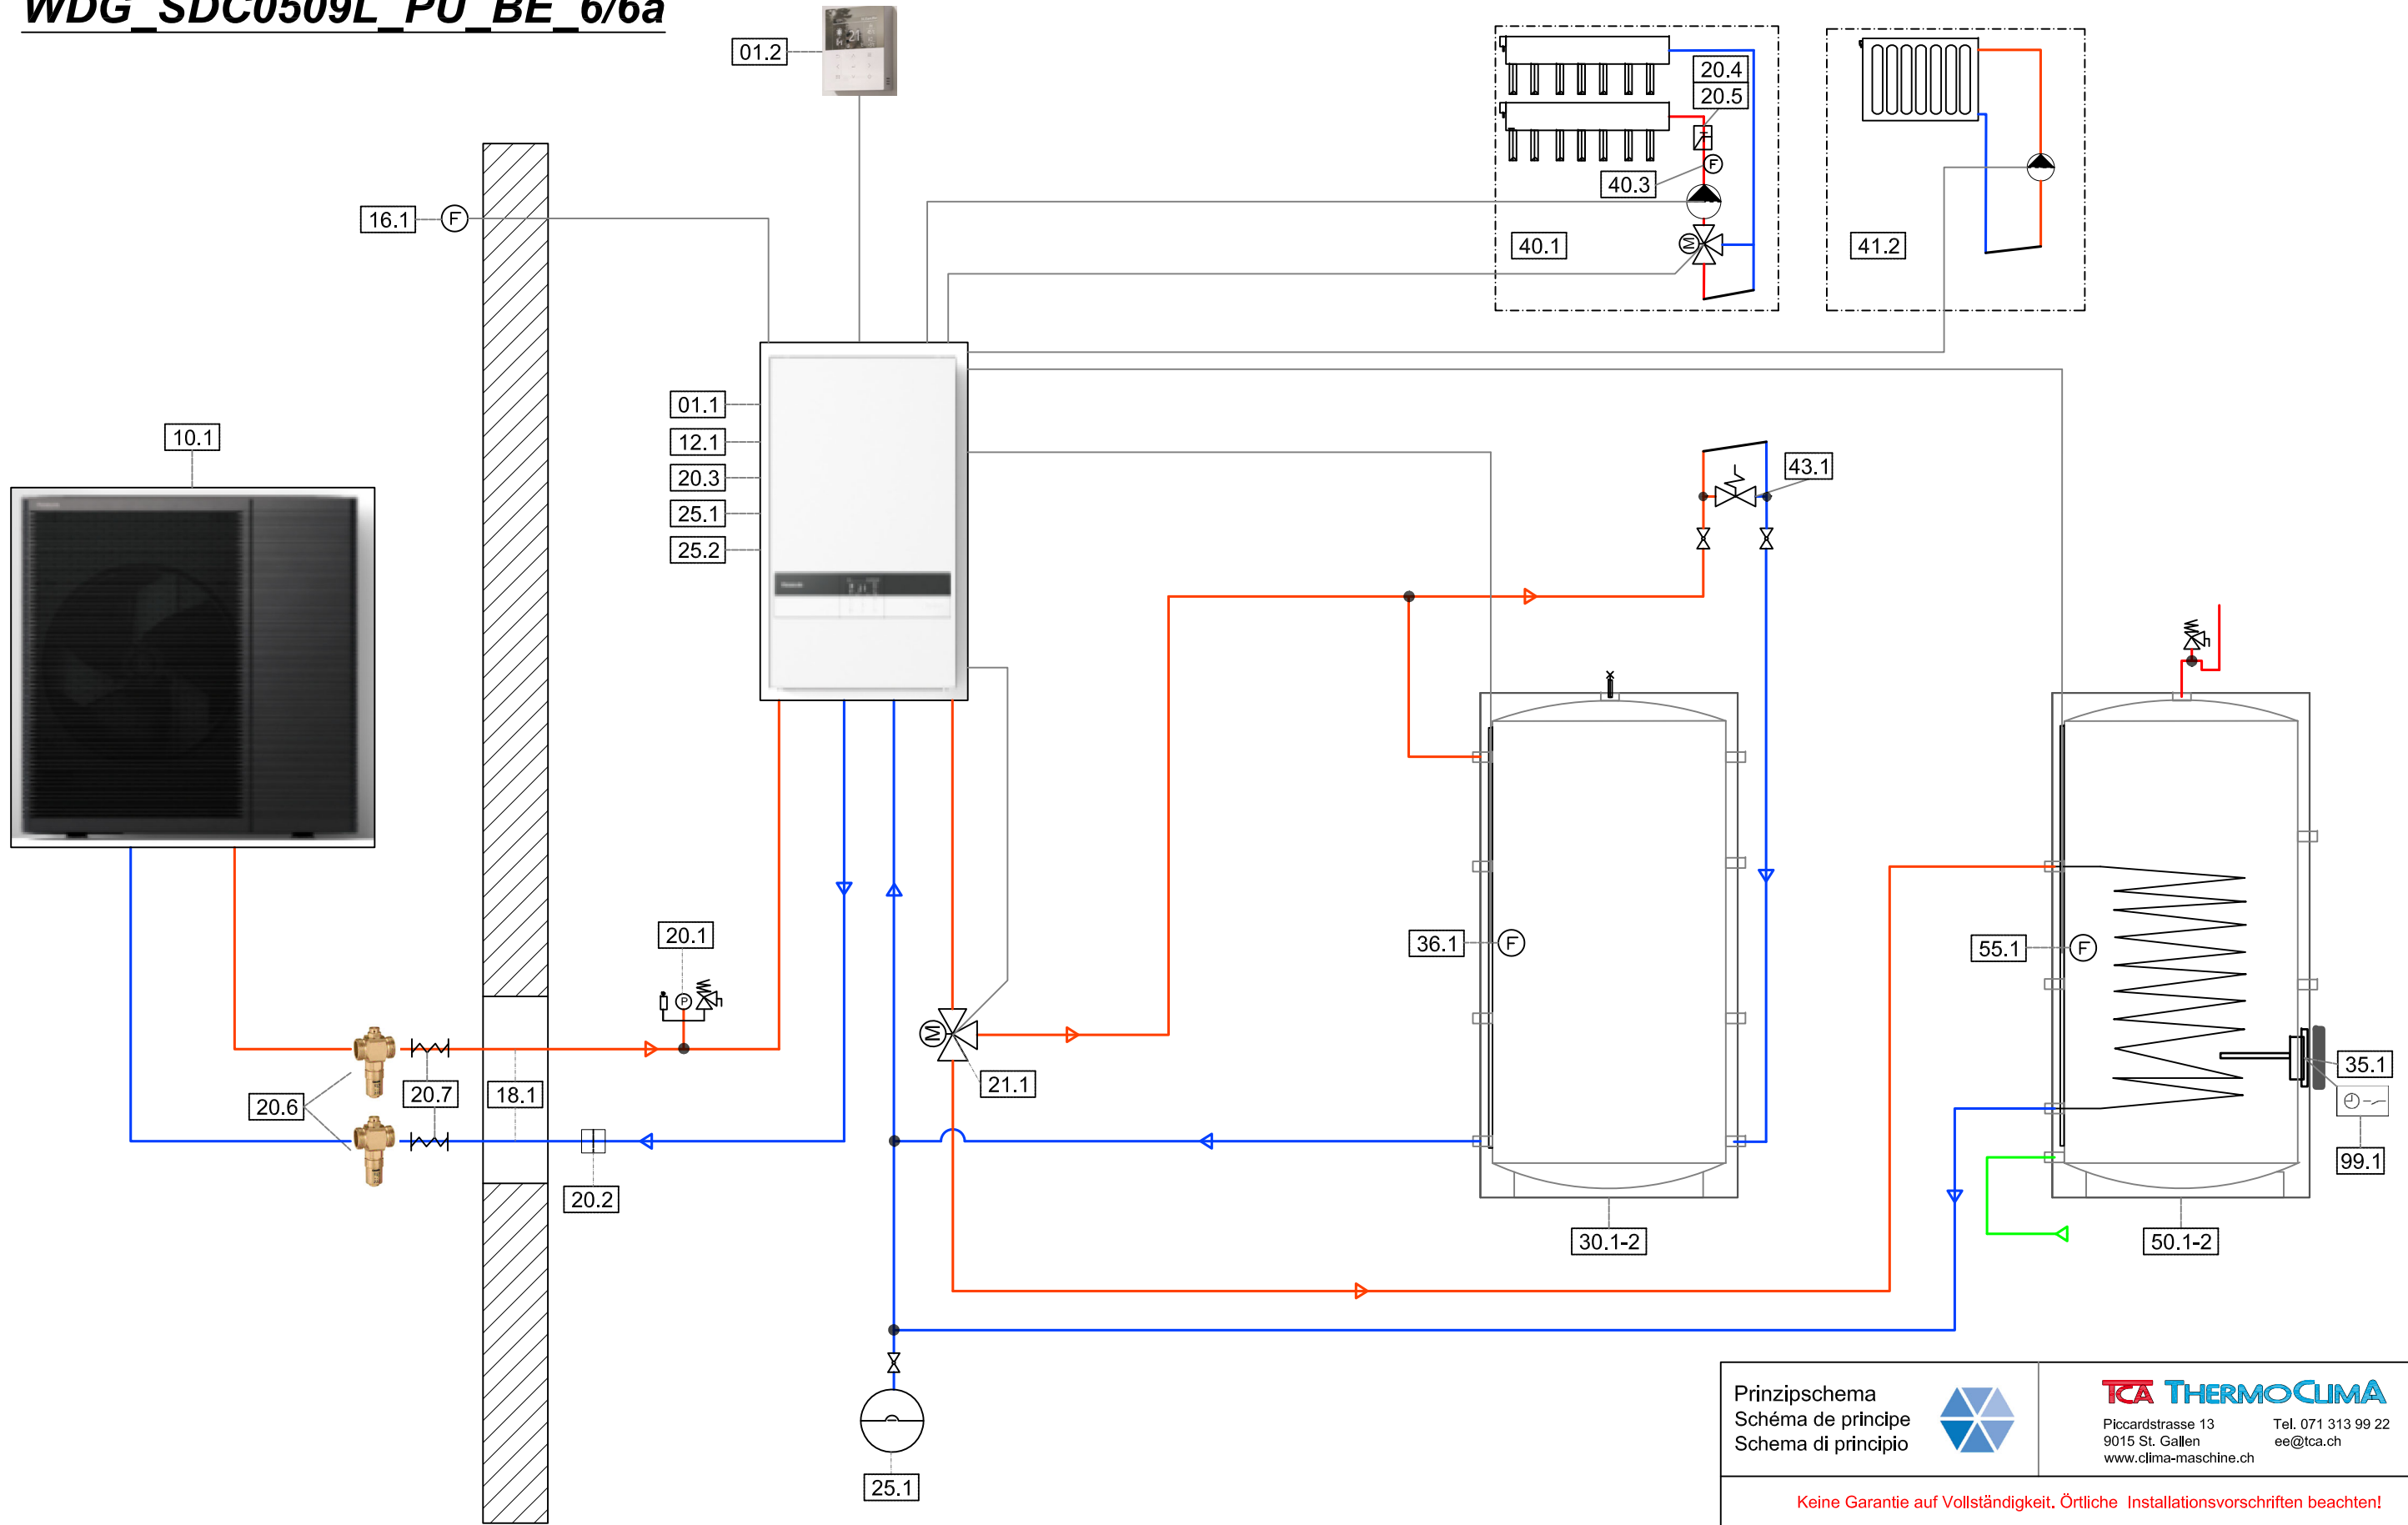 WDG_SDC0509L_PU_BE_6/6a
01.2
20.4
20.5
40.3
F
40.1
M
41.2
16.1
F
01.1
12.1
20.3
25.1
25.2
10.1
43.1
20.1
P
36.1
F
55.1
F
M
21.1
20.6
20.7
18.1
20.2
35.1
99.1
30.1-2
50.1-2
25.1
Prinzipschema
Schéma de principe
Schema di principio
TCA THERMOCLIMA
Piccardstrasse 13 Tel. 071 313 99 22
9015 St. Gallen ee@tca.ch
www.clima-maschine.ch
Keine Garantie auf Vollständigkeit. Örtliche Installationsvorschriften beachten!